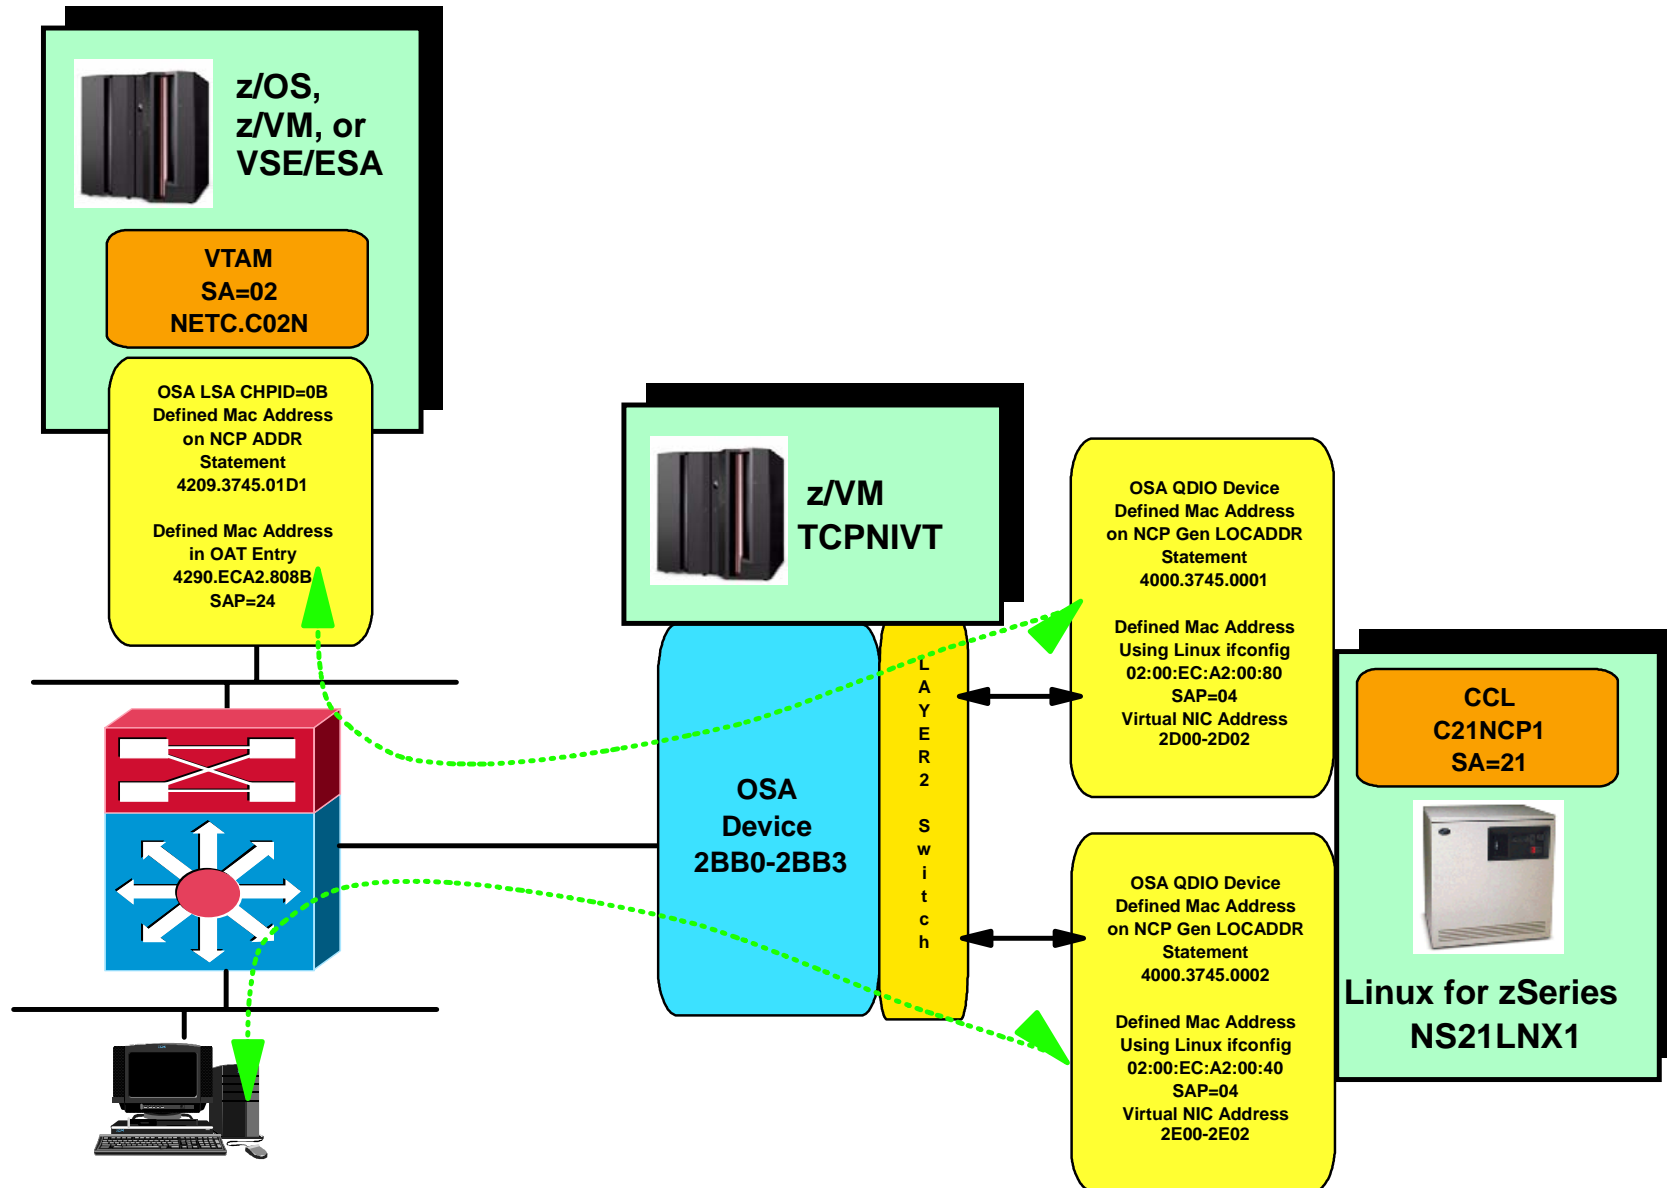 z/OS,
z/VM, or
VSE/ESA
VTAM
SA=02
NETC.C02N
OSA LSA CHPID=0B
Defined Mac Address
on NCP ADDR
Statement
4209.3745.01D1
Defined Mac Address
in OAT Entry
4290.ECA2.808B
SAP=24
z/VM
TCPNIVT
OSA
Device
2BB0-2BB3
L
A
Y
E
R
2
S
w
i
t
c
h
OSA QDIO Device
Defined Mac Address
on NCP Gen LOCADDR
Statement
4000.3745.0001
Defined Mac Address
Using Linux ifconfig
02:00:EC:A2:00:80
SAP=04
Virtual NIC Address
2D00-2D02
OSA QDIO Device
Defined Mac Address
on NCP Gen LOCADDR
Statement
4000.3745.0002
Defined Mac Address
Using Linux ifconfig
02:00:EC:A2:00:40
SAP=04
Virtual NIC Address
2E00-2E02
CCL
C21NCP1
SA=21
Linux for zSeries
NS21LNX1